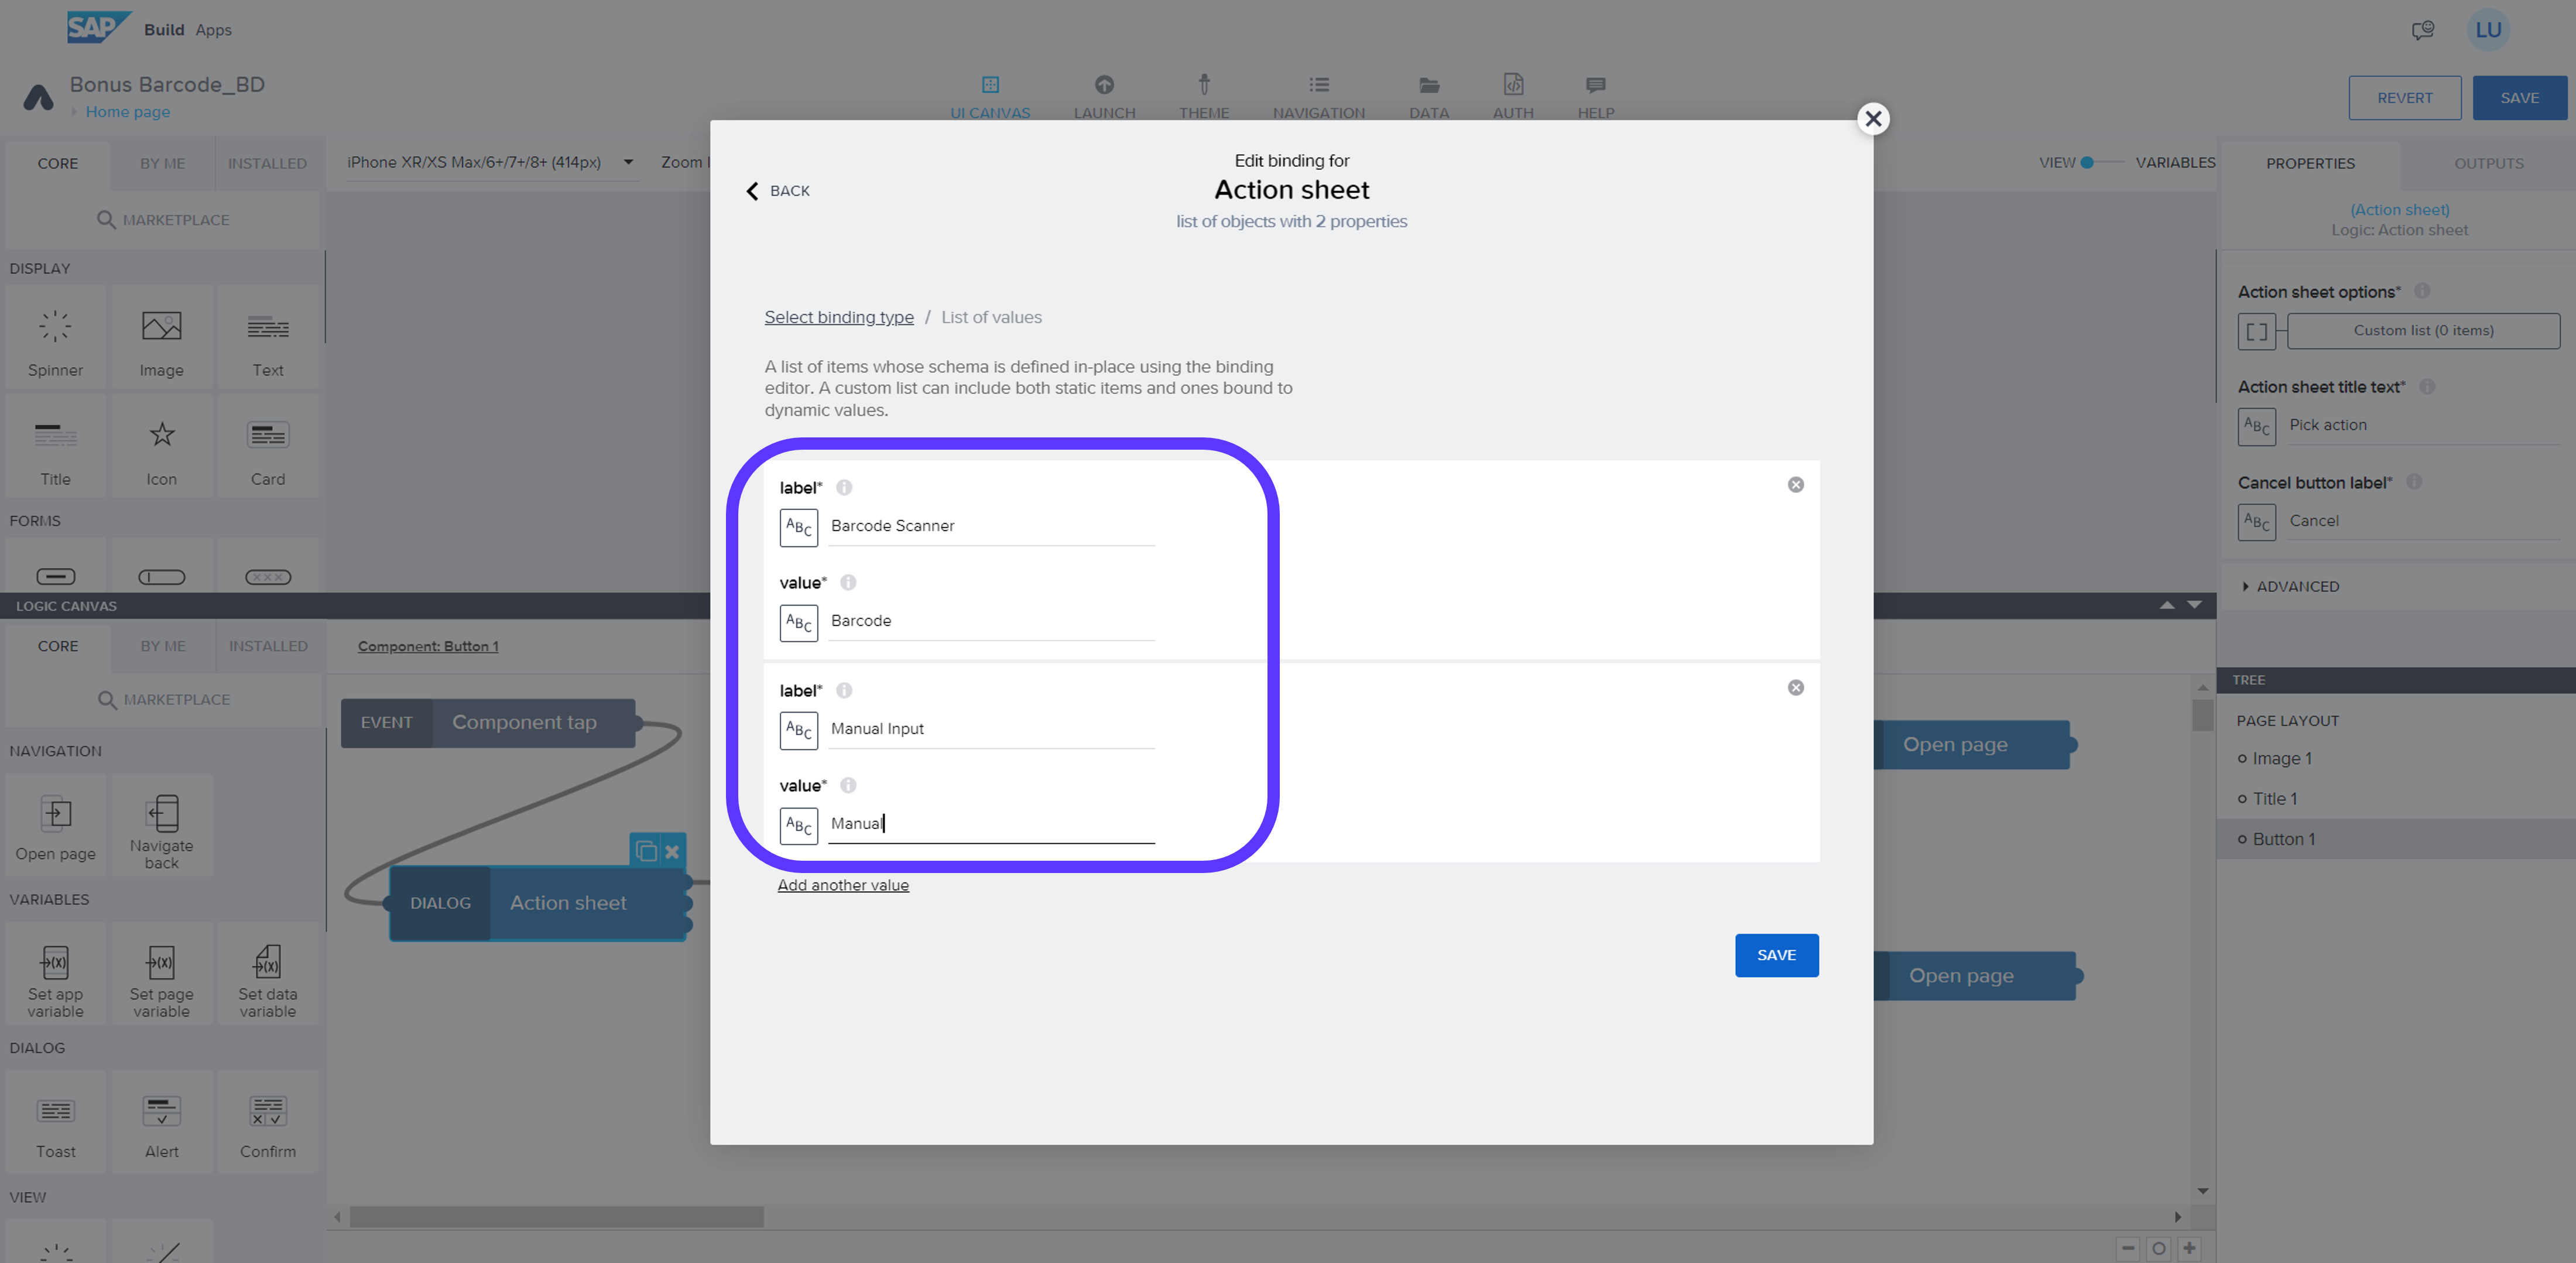 SAP Build Apps
LU
Bonus Barcode_BD
Home page
UI CANVAS
LAUNCH
THEME
NAVIGATION
DATA
AUTH
HELP
REVERT
SAVE
CORE
BY ME
INSTALLED
iPhone XR/XS Max/6+/7+/8+ (414px)
Zoom
VIEW
VARIABLES
PROPERTIES
OUTPUTS
MARKETPLACE
DISPLAY
Spinner
Image
Text
Title
Icon
Card
FORMS
XXX
LOGIC CANVAS
CORE
BY ME
INSTALLED
MARKETPLACE
NAVIGATION
Open page
Navigate
back
VARIABLES
(X)
Set app
variable
(X)
Set page
variable
(X)
Set data
variable
DIALOG
Toast
Alert
Confirm
VIEW
Component: Button 1
EVENT Component tap
DIALOG Action sheet
BACK
Edit binding for
Action sheet
list of objects with 2 properties
Select binding type / List of values
A list of items whose schema is defined in-place using the binding
editor. A custom list can include both static items and ones bound to
dynamic values.
label*
ABC Barcode Scanner
value*
ABC Barcode
label*
ABC Manual Input
value*
ABC Manual
Add another value
SAVE
Open page
Open page
(Action sheet)
Logic: Action sheet
Action sheet options*
Custom list (0 items)
Action sheet title text*
ABC Pick action
Cancel button label*
ABC Cancel
ADVANCED
TREE
PAGE LAYOUT
Image 1
Title 1
Button 1